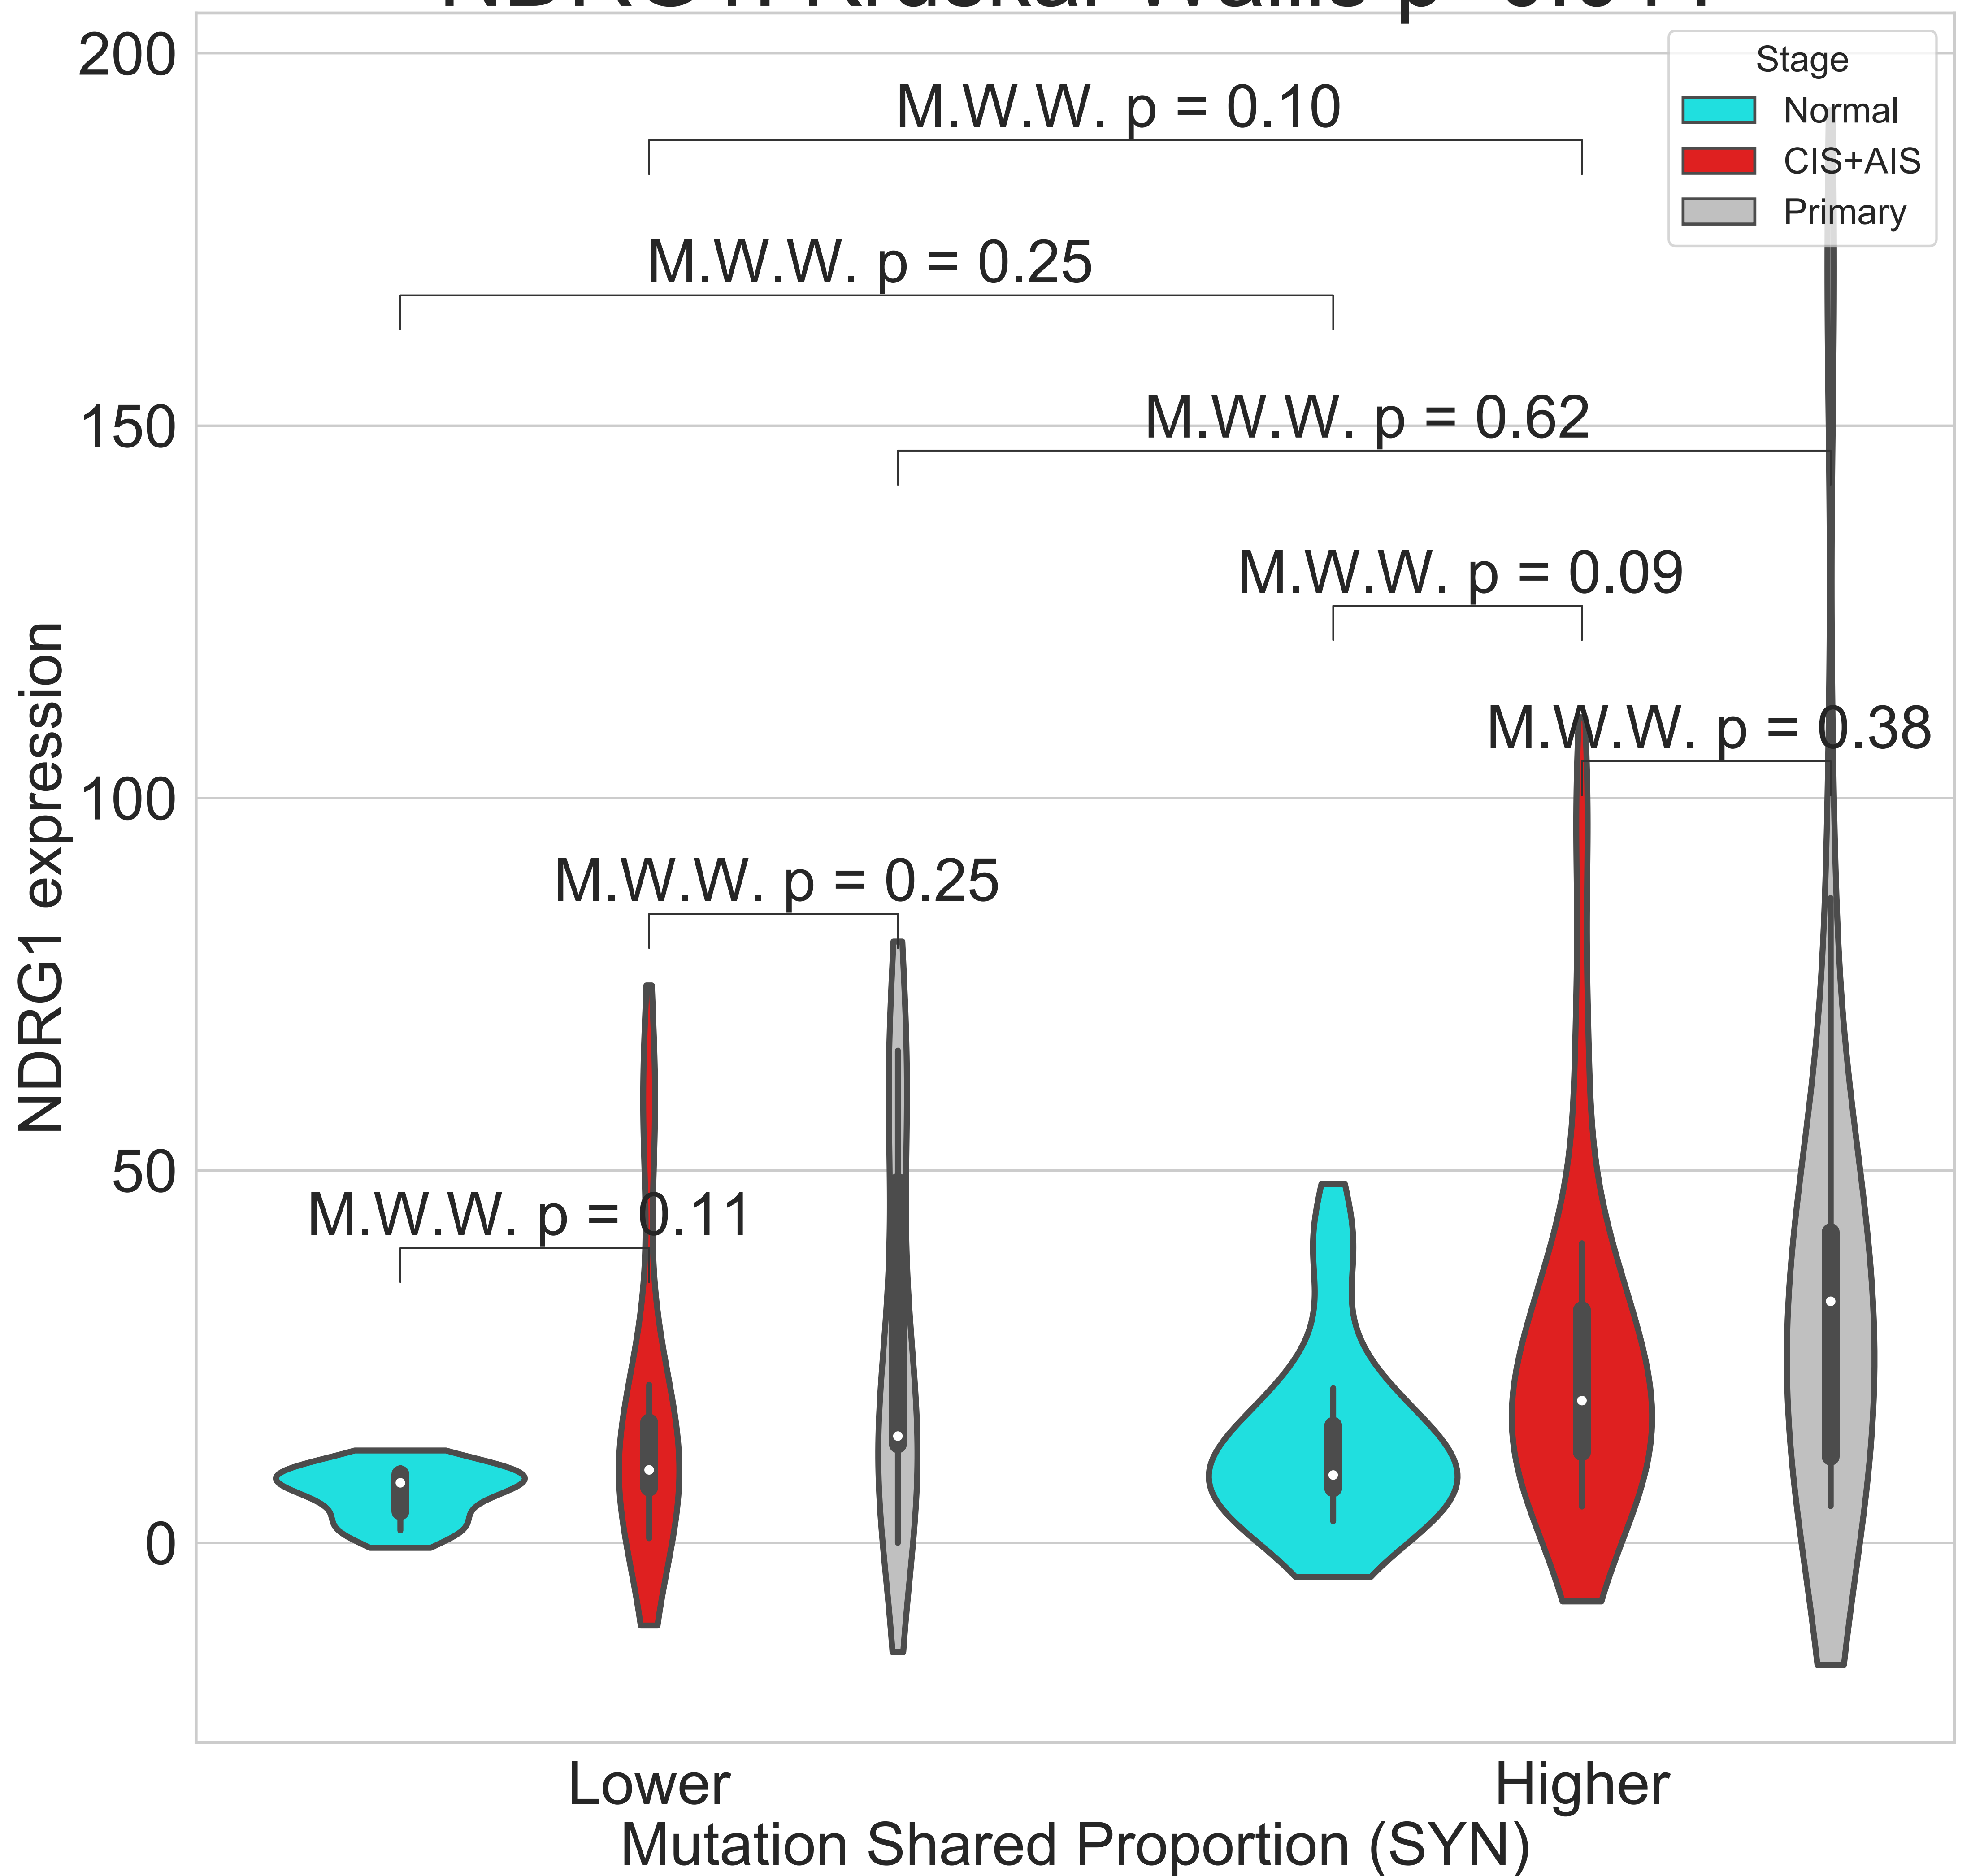 200
Stage
Normal
CIS+AIS
Primary
M.W.W. p = 0.10
M.W.W. p = 0.25
150
M.W.W. p = 0.62
M.W.W. p = 0.09
M.W.W. p = 0.38
100
M.W.W. p = 0.25
NDRG1 expression
50
M.W.W. p = 0.11
0
Lower
Higher
Mutation Shared Proportion (SYN)